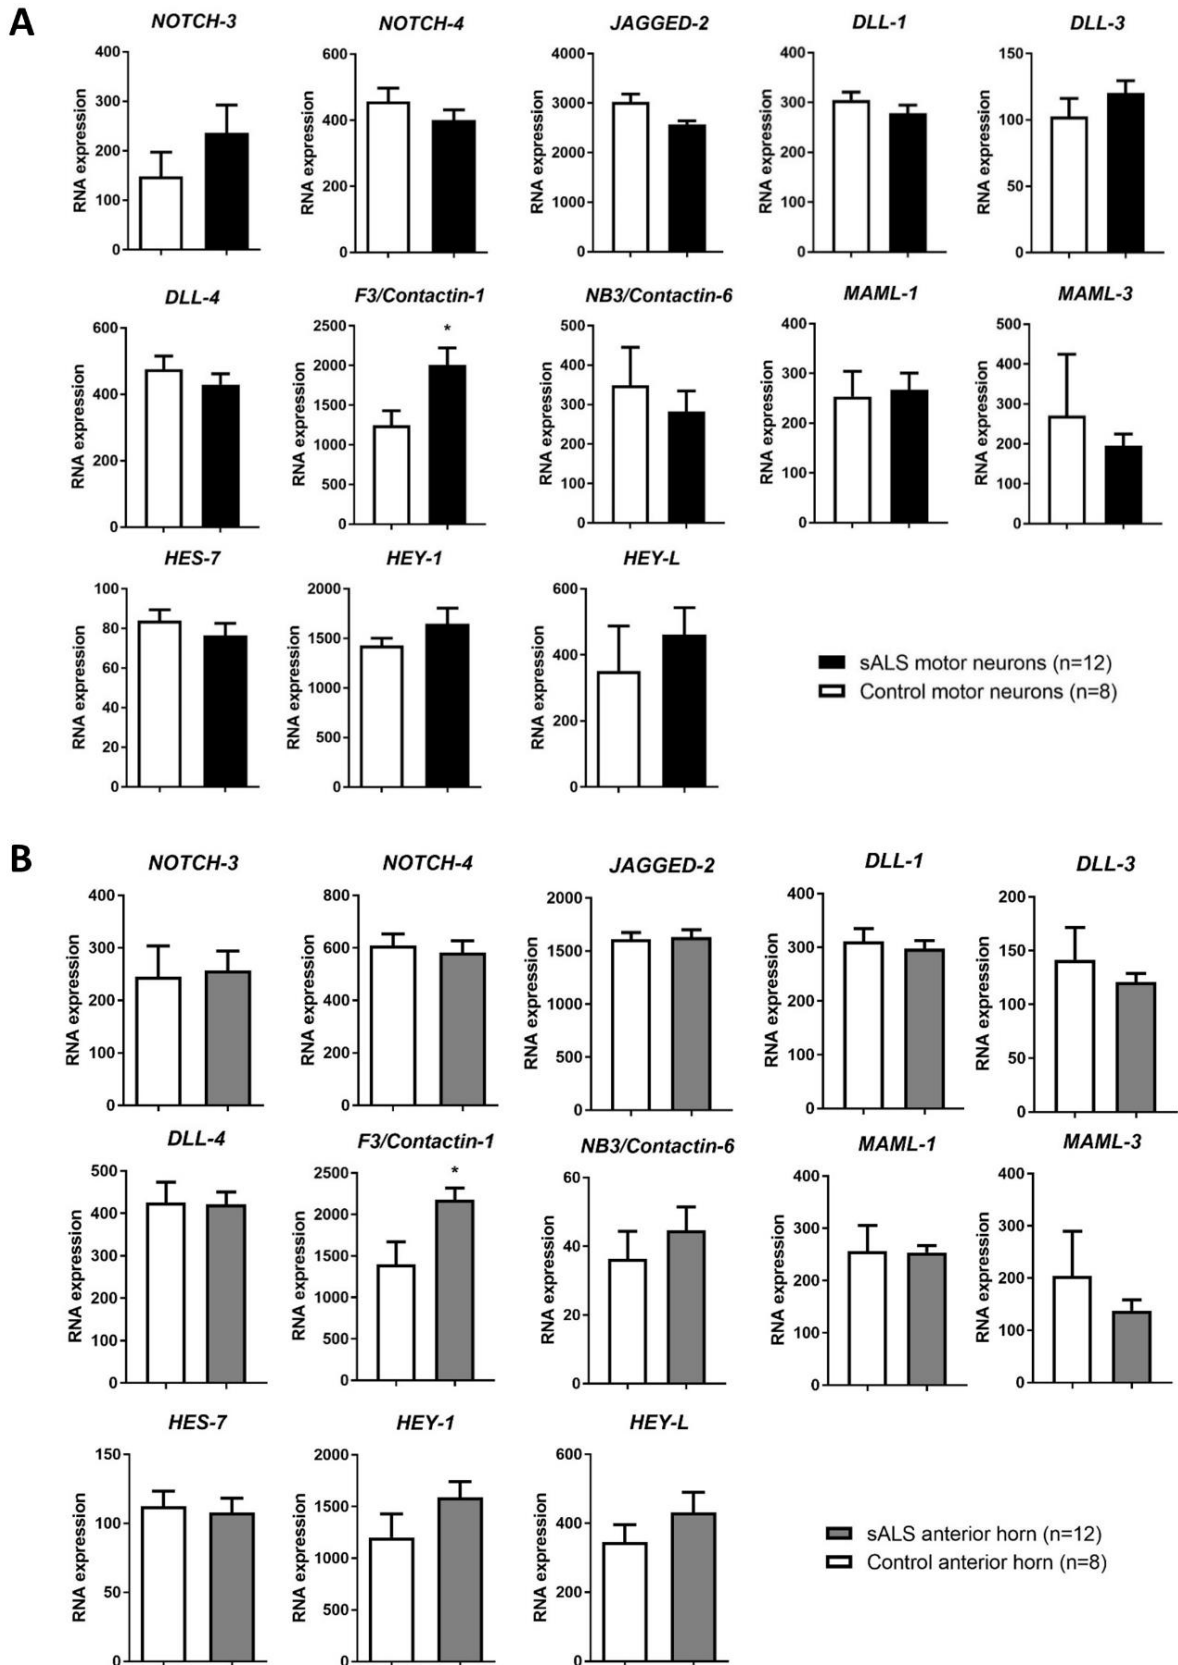 A
NOTCH-3
NOTCH-4
JAGGED-2
DLL-1
DLL-3
RNA expression
400
300
200
100
0
RNA expression
600
400
200
0
RNA expression
4000
3000
2000
1000
0
RNA expression
400
300
200
100
0
RNA expression
150
100
50
0
DLL-4
F3/Contactin-1
NB3/Contactin-6
MAML-1
MAML-3
RNA expression
600
400
200
0
RNA expression
2500
2000
1500
1000
500
0
*
RNA expression
500
400
300
200
100
0
RNA expression
400
300
200
100
0
RNA expression
500
400
300
200
100
0
HES-7
HEY-1
HEY-L
RNA expression
100
80
60
40
20
0
RNA expression
2000
1500
1000
500
0
RNA expression
600
400
200
0
sALS motor neurons (n=12)
Control motor neurons (n=8)
B
NOTCH-3
NOTCH-4
JAGGED-2
DLL-1
DLL-3
RNA expression
400
300
200
100
0
RNA expression
800
600
400
200
0
RNA expression
2000
1500
1000
500
0
RNA expression
400
300
200
100
0
RNA expression
200
150
100
50
0
DLL-4
F3/Contactin-1
NB3/Contactin-6
MAML-1
MAML-3
RNA expression
500
400
300
200
100
0
RNA expression
2500
2000
1500
1000
500
0
*
RNA expression
60
40
20
0
RNA expression
400
300
200
100
0
RNA expression
400
300
200
100
0
HES-7
HEY-1
HEY-L
RNA expression
150
100
50
0
RNA expression
2000
1500
1000
500
0
RNA expression
600
400
200
0
sALS anterior horn (n=12)
Control anterior horn (n=8)